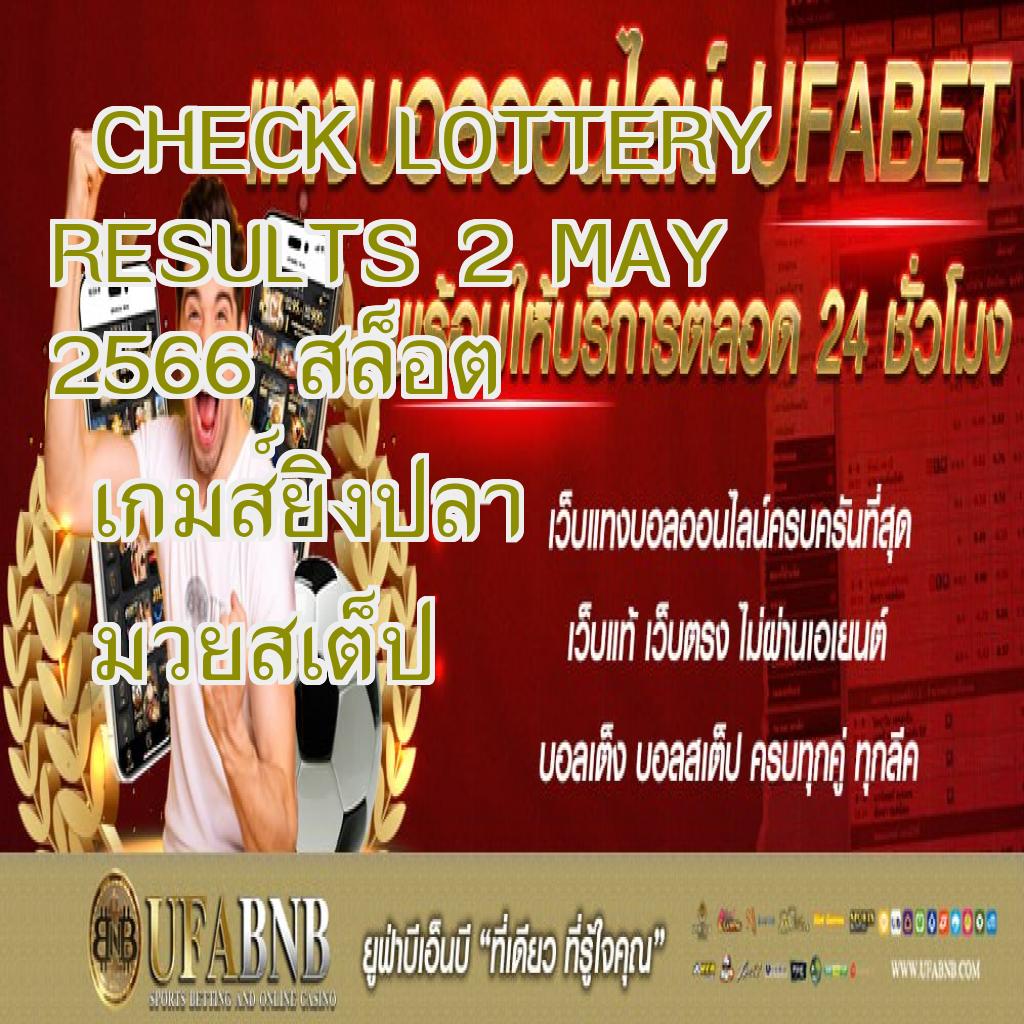 แทงบอลออนไลน์ UFABET
CHECK LOTTERY
RESULTS 2 MAY
2566 สล็อต
เกมส์ยิงปลา
มวยสเต็ป
พร้อมให้บริการตลอด 24 ชั่วโมง
เว็บแทงบอลออนไลน์ครบครันที่สุด
เว็บแท้ เว็บตรง ไม่ผ่านเอเยนต์
บอลเต็ง บอลสเต็ป ครบทุกคู่ ทุกลีค
BNB
UFABNB
SPORTS BETTING AND ONLINE CASINO
ยูฟ่าบีเอ็นบี “ที่เดียว ที่รู้ใจคุณ”
WWW.UFABNB.COM